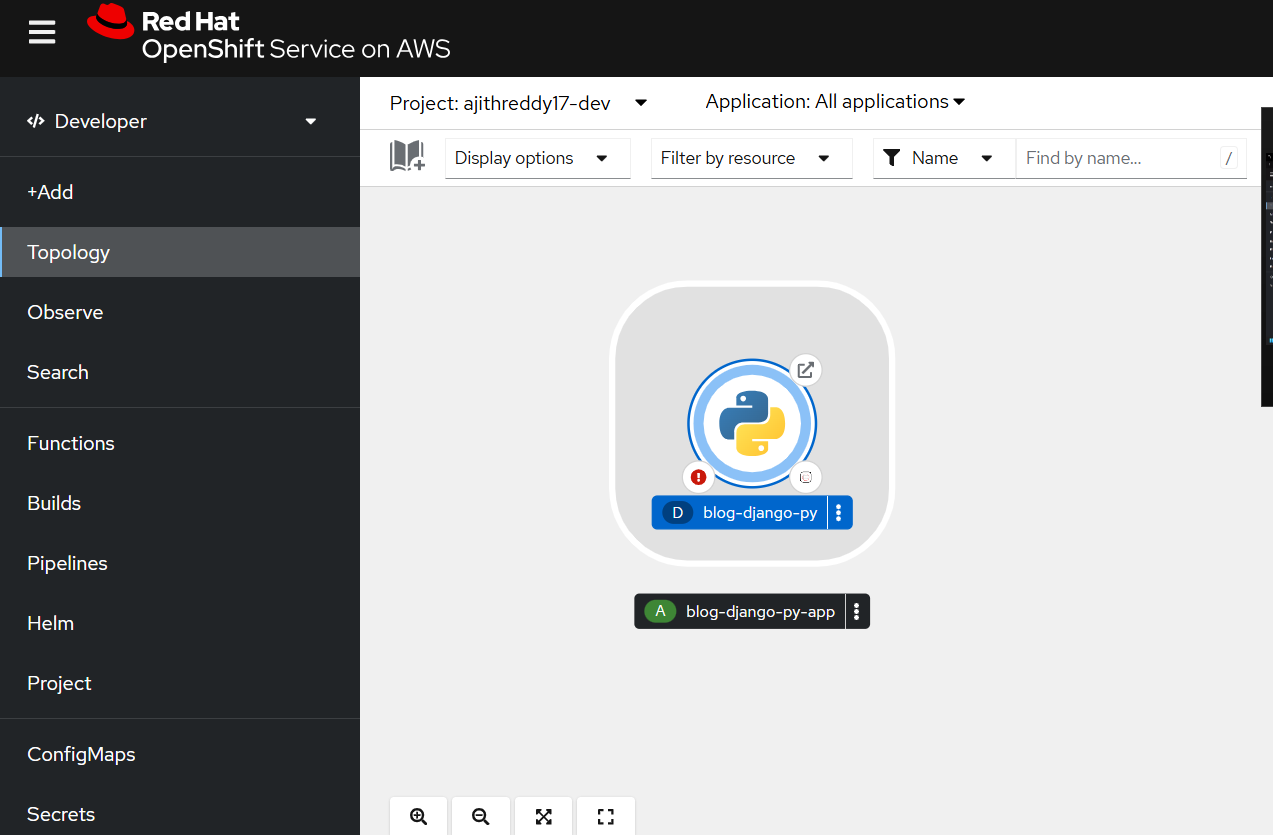 Red Hat
OpenShift Service on AWS
Developer
+Add
Topology
Observe
Search
Functions
Builds
Pipelines
Helm
Project
ConfigMaps
Secrets
Project: ajithreddy17-dev
Application: All applications
Display options
Filter by resource
Name
Find by name...
/
D blog-django-py
A blog-django-py-app